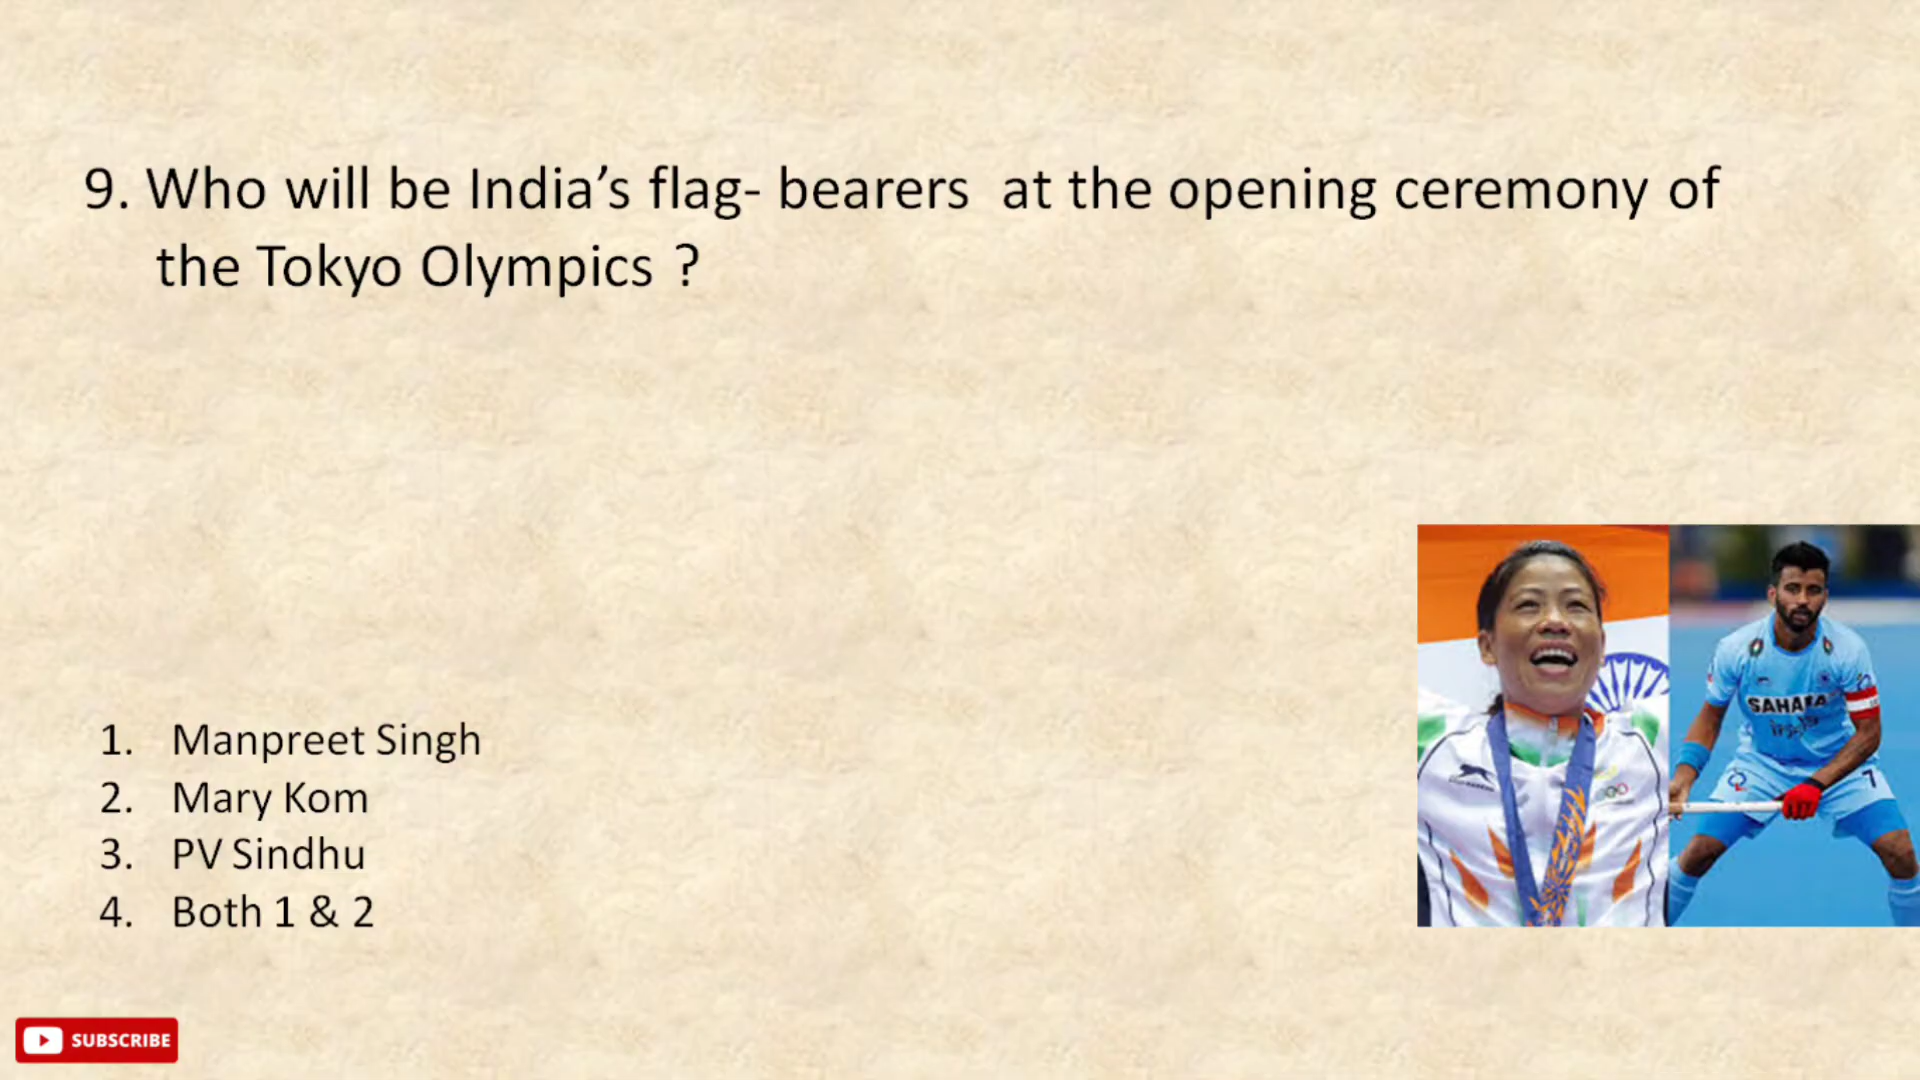 9. Who will be India’s flag- bearers at the opening ceremony of
the Tokyo Olympics ?
1. Manpreet Singh
2. Mary Kom
3. PV Sindhu
4. Both 1 & 2
SAHARA
7
SUBSCRIBE